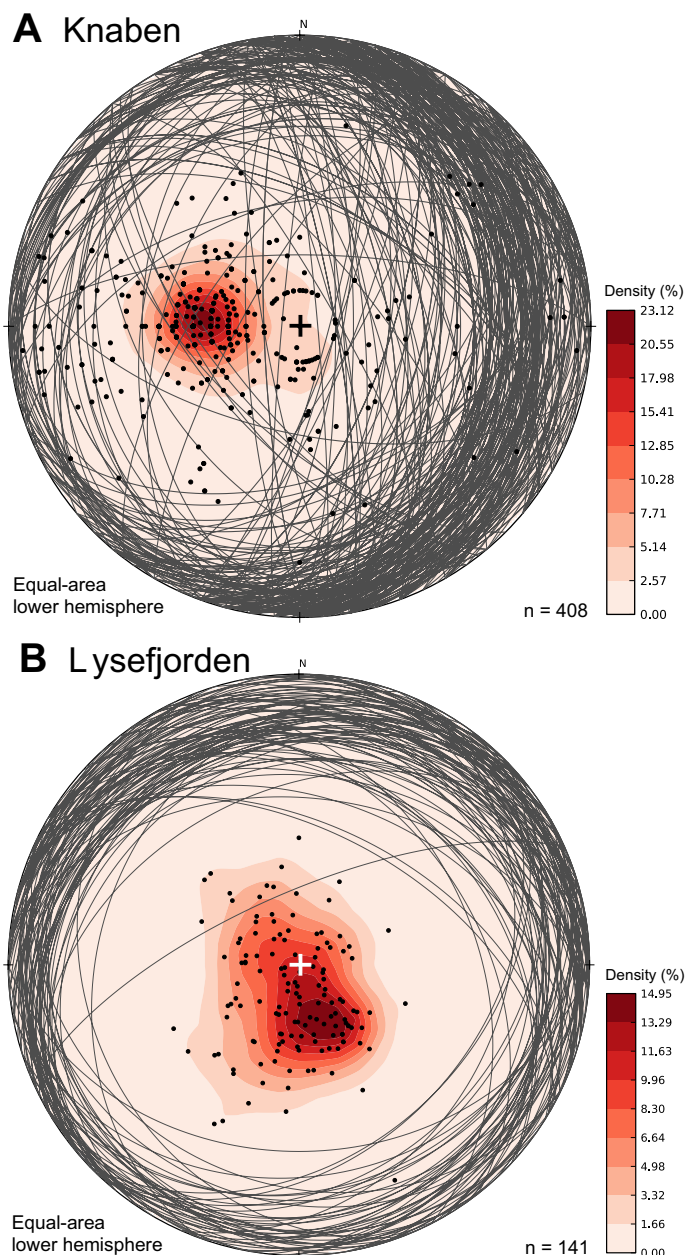 A Knaben
N
Density (%)
23.12
20.55
17.98
15.41
12.85
10.28
7.71
5.14
2.57
0.00
Equal-area
lower hemisphere
n = 408
B Lysefjorden
N
Density (%)
14.95
13.29
11.63
9.96
8.30
6.64
4.98
3.32
1.66
0.00
Equal-area
lower hemisphere
n = 141